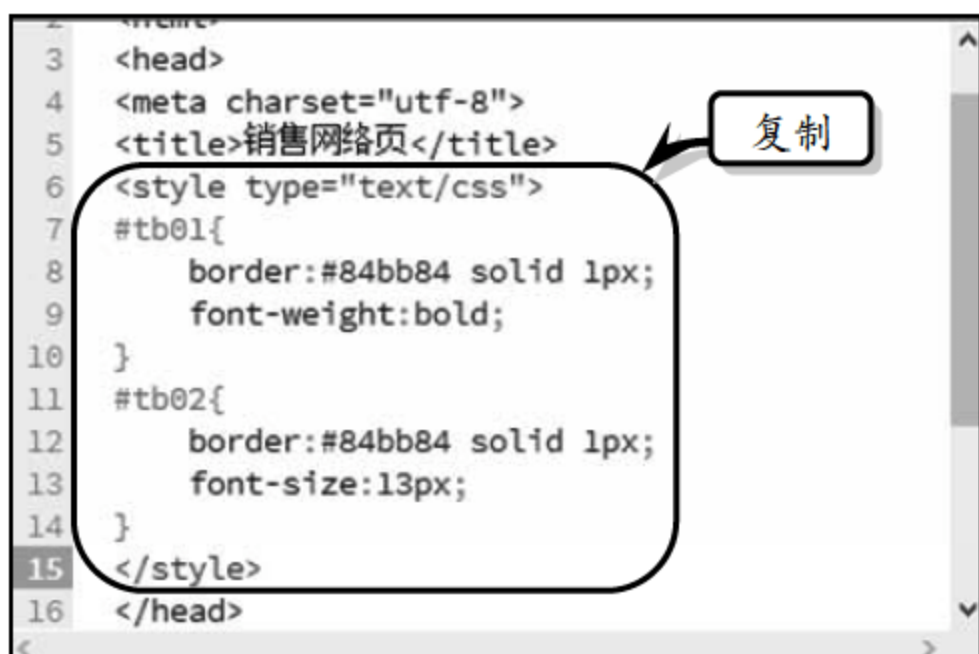 2 <html>
3 <head>
4 <meta charset="utf-8">
5 <title>销售网络页</title>
6 <style type="text/css">
7 #tb01{
8 border:#84bb84 solid 1px;
9 font-weight:bold;
10 }
11 #tb02{
12 border:#84bb84 solid 1px;
13 font-size:13px;
14 }
15 </style>
16 </head>
复制